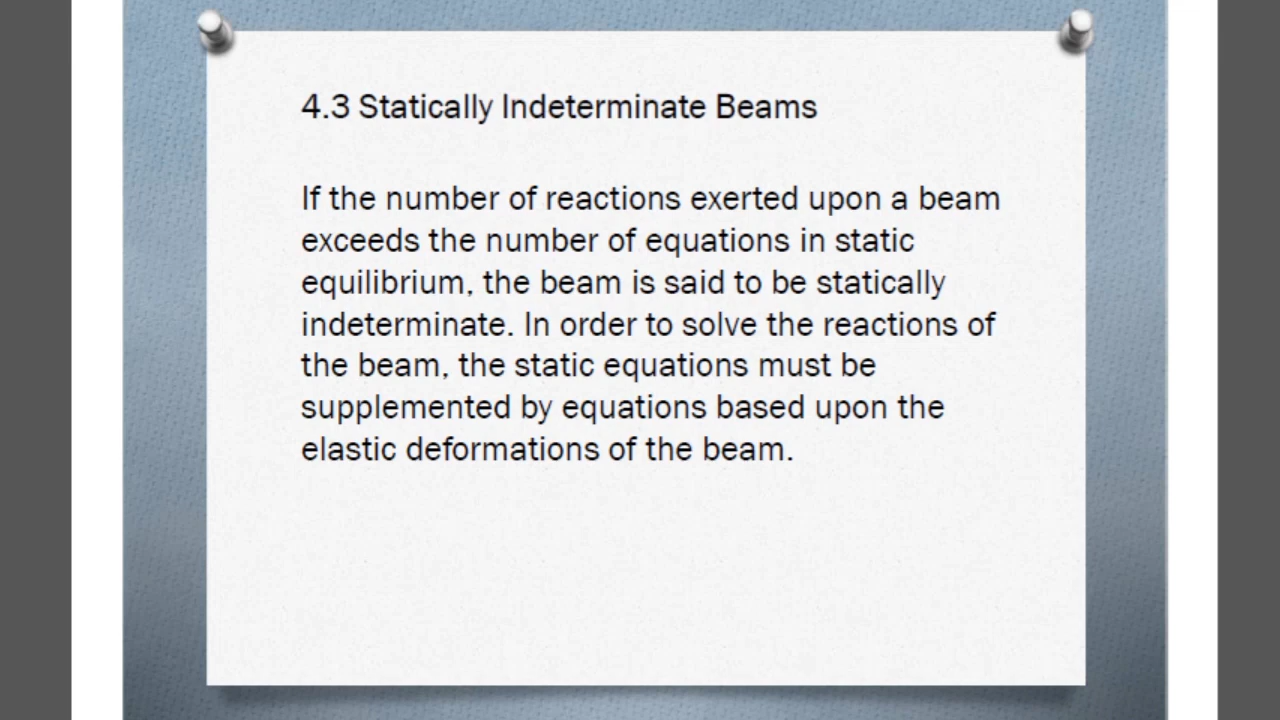 4.3 Statically Indeterminate Beams
If the number of reactions exerted upon a beam
exceeds the number of equations in static
equilibrium, the beam is said to be statically
indeterminate. In order to solve the reactions of
the beam, the static equations must be
supplemented by equations based upon the
elastic deformations of the beam.